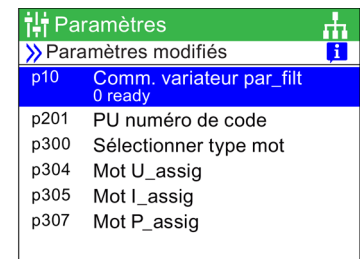 Paramètres
Paramètres modifiés
p10 Comm. variateur par_filt
0 ready
p201 PU numéro de code
p300 Sélectionner type mot
p304 Mot U_assig
p305 Mot I_assig
p307 Mot P_assig